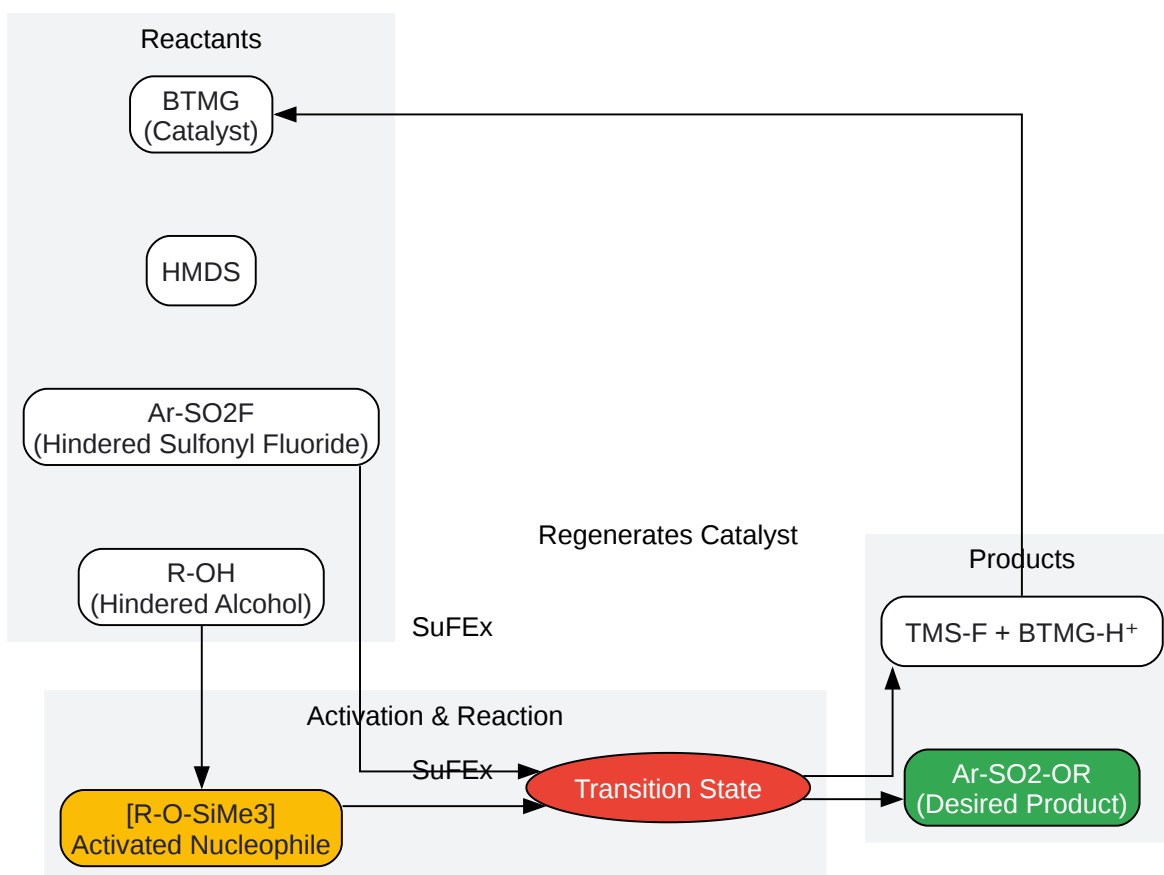 Reactants
BTMG
(Catalyst)
HMDS
Ar-SO2F
(Hindered Sulfonyl Fluoride)
R-OH
(Hindered Alcohol)
Regenerates Catalyst
SuFEx
Activation & Reaction
SuFEx
[R-O-SiMe3]
Activated Nucleophile
Transition State
Products
TMS-F + BTMG-H⁺
Ar-SO2-OR
(Desired Product)